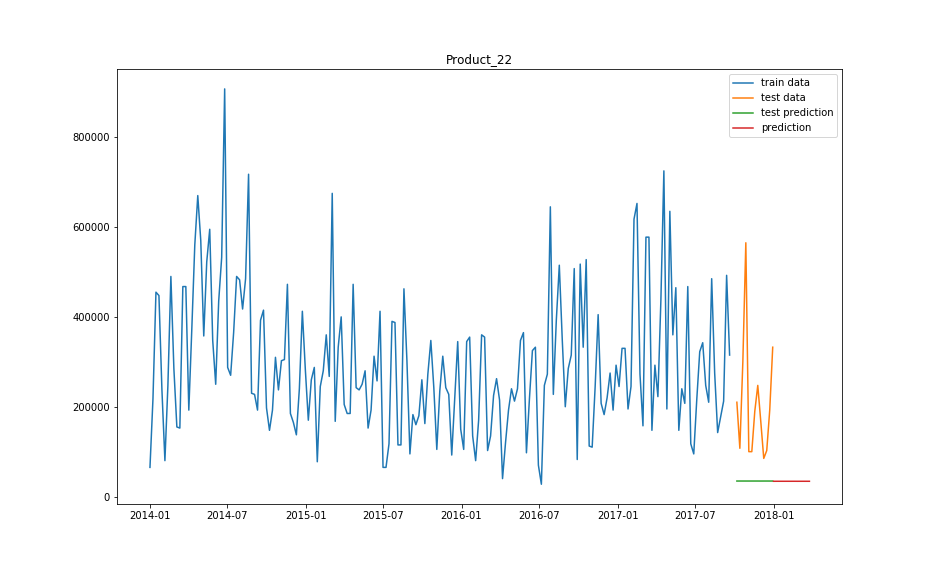 Product_22
train data
test data
test prediction
prediction
800000
600000
400000
200000
0
2014-01 2014-07 2015-01 2015-07 2016-01 2016-07 2017-01 2017-07 2018-01